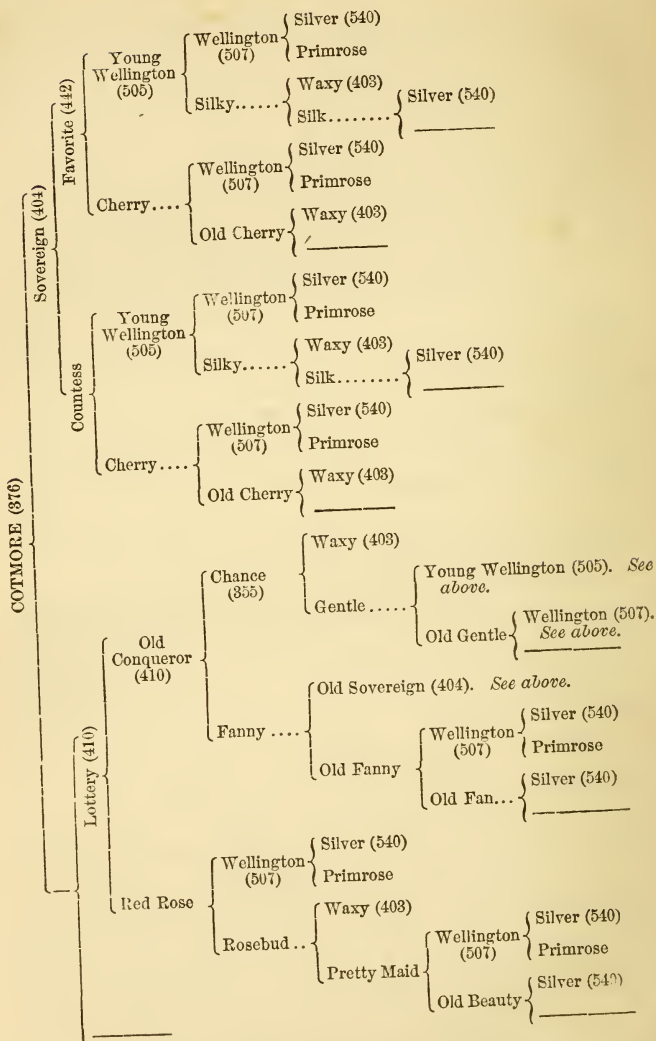 Silver (540)
Wellington
(507)
Primrose
Young
Wellington
(505)
Waxy (403)
Silky......
Silk........
Silver (540)
Favorite (442)
Silver (540)
Wellington
(507)
Primrose
Cherry....
Waxy (403)
Old Cherry
Sovereign (404)
Silver (540)
Wellington
(507)
Primrose
Young
Wellington
(505)
Waxy (403)
Silky......
Silk........
Silver (540)
Countess
Silver (540)
Wellington
(507)
Primrose
Cherry....
Waxy (403)
Old Cherry
COTMORE (376)
Waxy (403)
Chance
(355)
Young Wellington (505). See
above.
Gentle.....
Wellington (507).
See above.
Old Gentle
Old
Conqueror
(410)
Old Sovereign (404). See above.
Fanny....
Silver (540)
Wellington
(507)
Primrose
Old Fanny
Silver (540)
Old Fan...
Lottery (410)
Silver (540)
Wellington
(507)
Primrose
Red Rose
Waxy (403)
Rosebud..
Silver (540)
Wellington
(507)
Primrose
Pretty Maid
Silver (540)
Old Beauty